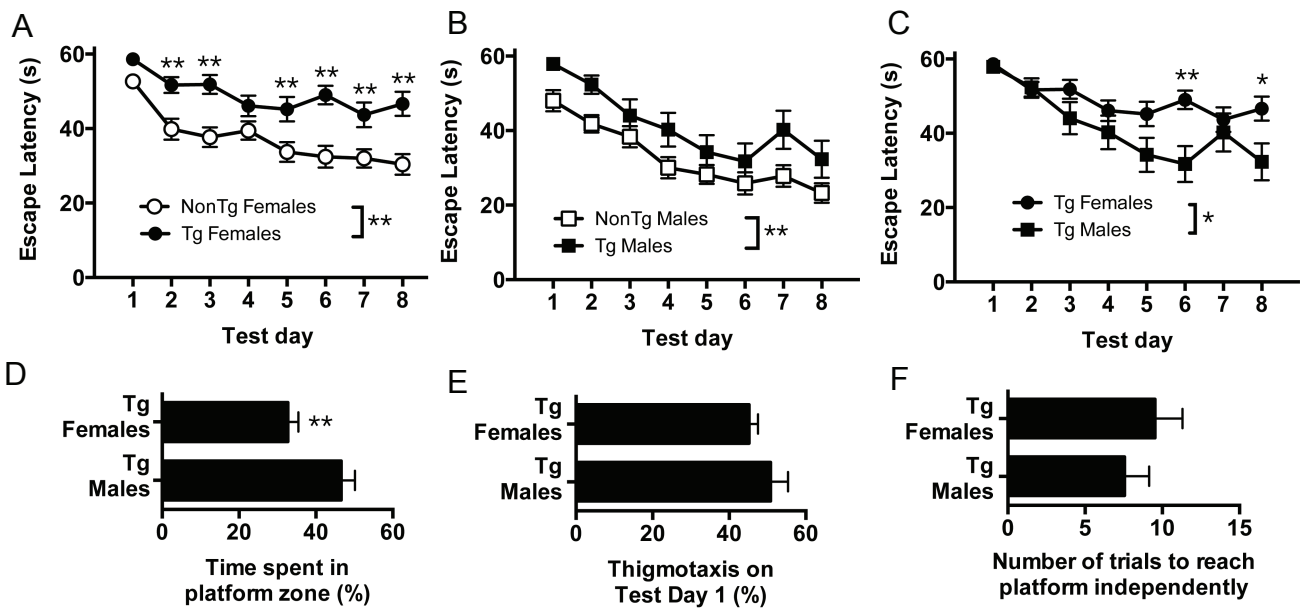 A
Escape Latency (s)
60
40
20
0
** ** ** ** ** **
NonTg Females
Tg Females
**
1 2 3 4 5 6 7 8
Test day
B
Escape Latency (s)
60
40
20
0
NonTg Males
Tg Males
**
1 2 3 4 5 6 7 8
Test day
C
Escape Latency (s)
60
40
20
0
** *
Tg Females
Tg Males
*
1 2 3 4 5 6 7 8
Test day
D
Tg
Females
**
Tg
Males
0 20 40 60
Time spent in
platform zone (%)
E
Tg
Females
Tg
Males
0 20 40 60
Thigmotaxis on
Test Day 1 (%)
F
Tg
Females
Tg
Males
0 5 10 15
Number of trials to reach
platform independently